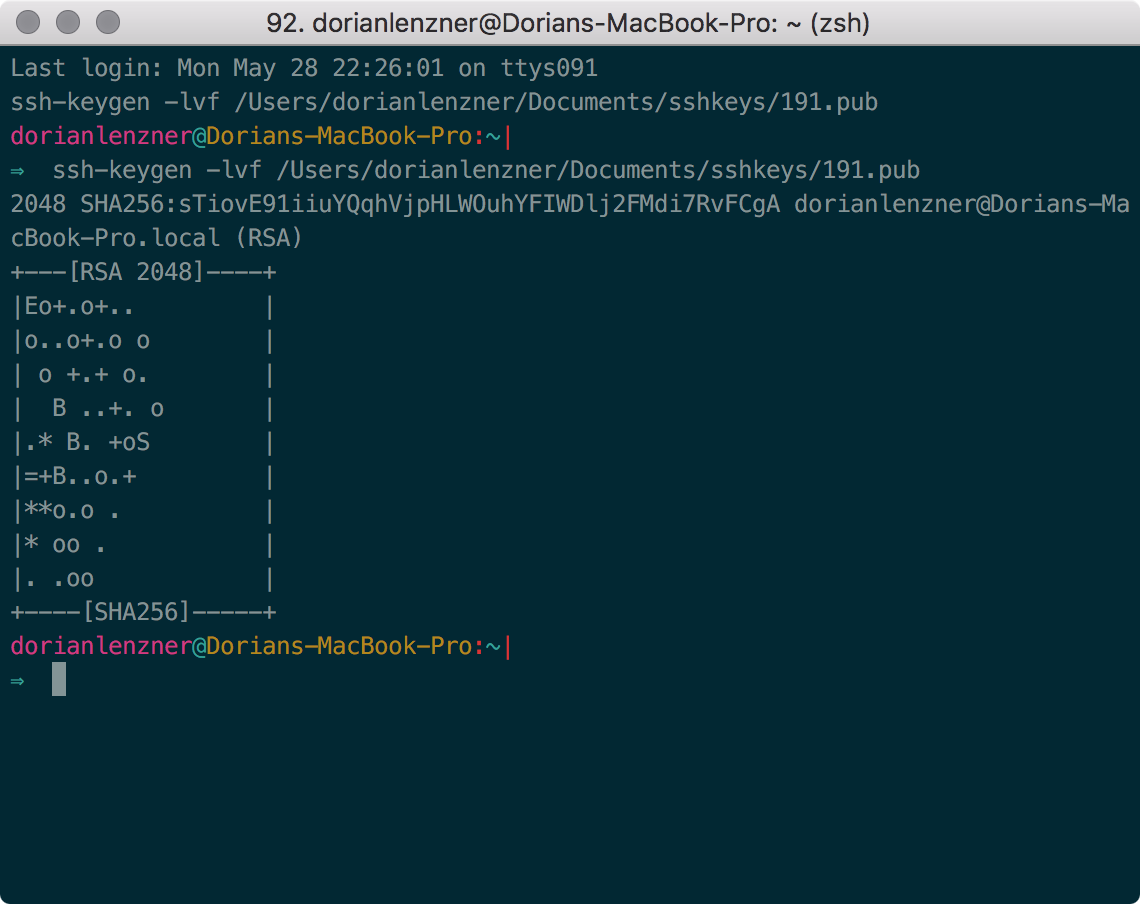 92. dorianlenzner@Dorians-MacBook-Pro: ~ (zsh)
Last login: Mon May 28 22:26:01 on ttys091
ssh-keygen -lvf /Users/dorianlenzner/Documents/sshkeys/191.pub
dorianlenzner@Dorians-MacBook-Pro:~|
⇒  ssh-keygen -lvf /Users/dorianlenzner/Documents/sshkeys/191.pub
2048 SHA256:sTiovE91iiuYQqhVjpHLWOuhYFIWDlj2FMdi7RvFCgA dorianlenzner@Dorians-Ma
cBook-Pro.local (RSA)
+---[RSA 2048]----+
|Eo+.o+..         |
|o..o+.o o        |
| o +.+ o.        |
|  B ..+. o       |
|.* B. +oS        |
|=+B..o.+         |
|**o.o .          |
|* oo .           |
|. .oo            |
+----[SHA256]-----+
dorianlenzner@Dorians-MacBook-Pro:~|
⇒